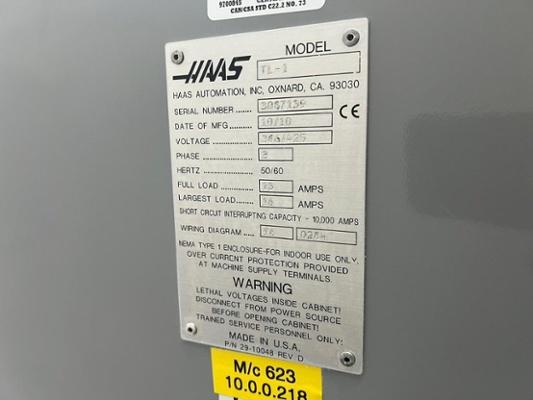 9700845
CAN/CSA STD C22.2 NO. 73
HAAS
MODEL TL-1
HAAS AUTOMATION, INC, OXNARD, CA. 93030
SERIAL NUMBER
CE
DATE OF MFG 10/10
VOLTAGE
PHASE 3
HERTZ 50/60
FULL LOAD AMPS
LARGEST LOAD AMPS
SHORT CIRCUIT INTERRUPTING CAPACITY - 10,000 AMPS
WIRING DIAGRAM
NEMA TYPE 1 ENCLOSURE-FOR INDOOR USE ONLY.
OVER CURRENT PROTECTION PROVIDED
AT MACHINE SUPPLY TERMINALS.
WARNING
LETHAL VOLTAGES INSIDE CABINET!
DISCONNECT FROM POWER SOURCE
BEFORE OPENING CABINET!
TRAINED SERVICE PERSONNEL ONLY:
MADE IN U.S.A.
P/N 29-10048 REV D
M/c 623
10.0.0.218